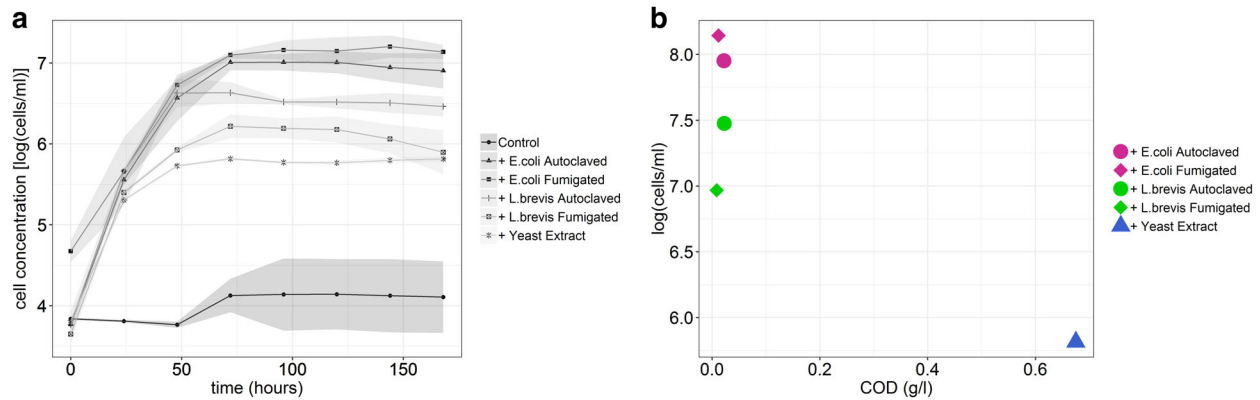 a
cell concentration [log(cells/ml)]
7
6
5
4
0
50
100
150
time (hours)
Control
+ E.coli Autoclaved
+ E.coli Fumigated
+ L.brevis Autoclaved
+ L.brevis Fumigated
+ Yeast Extract
b
log(cells/ml)
8.0
7.5
7.0
6.5
6.0
0.0
0.2
0.4
0.6
COD (g/l)
+ E.coli Autoclaved
+ E.coli Fumigated
+ L.brevis Autoclaved
+ L.brevis Fumigated
+ Yeast Extract